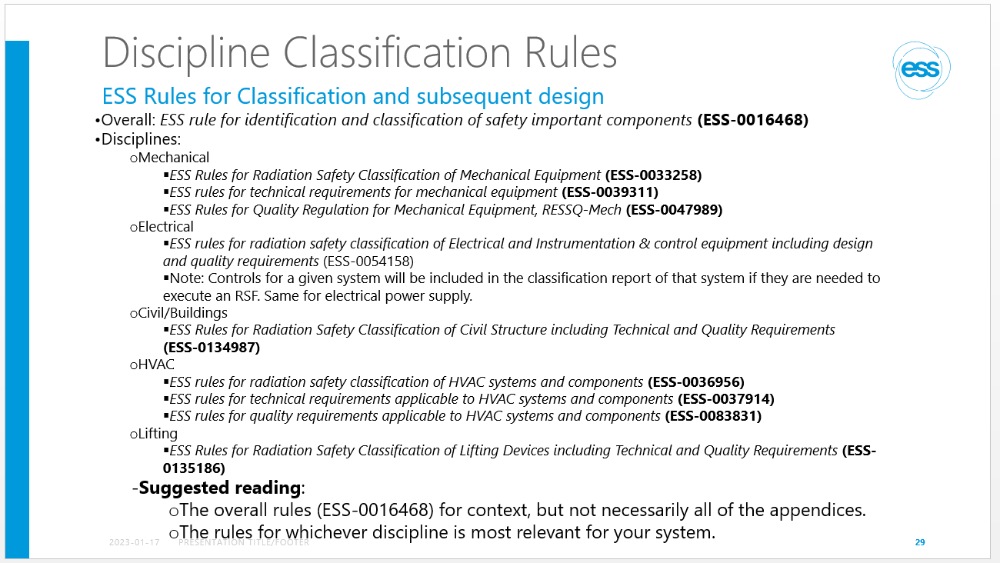 Discipline Classification Rules
ess
ESS Rules for Classification and subsequent design
•Overall: ESS rule for identification and classification of safety important components (ESS-0016468)
•Disciplines:
oMechanical
▪ESS Rules for Radiation Safety Classification of Mechanical Equipment (ESS-0033258)
▪ESS rules for technical requirements for mechanical equipment (ESS-0039311)
▪ESS Rules for Quality Regulation for Mechanical Equipment, RESSQ-Mech (ESS-0047989)
oElectrical
▪ESS rules for radiation safety classification of Electrical and Instrumentation & control equipment including design
and quality requirements (ESS-0054158)
▪Note: Controls for a given system will be included in the classification report of that system if they are needed to
execute an RSF. Same for electrical power supply.
oCivil/Buildings
▪ESS Rules for Radiation Safety Classification of Civil Structure including Technical and Quality Requirements
(ESS-0134987)
oHVAC
▪ESS rules for radiation safety classification of HVAC systems and components (ESS-0036956)
▪ESS rules for technical requirements applicable to HVAC systems and components (ESS-0037914)
▪ESS rules for quality requirements applicable to HVAC systems and components (ESS-0083831)
oLifting
▪ESS Rules for Radiation Safety Classification of Lifting Devices including Technical and Quality Requirements (ESS-
0135186)
-Suggested reading:
oThe overall rules (ESS-0016468) for context, but not necessarily all of the appendices.
oThe rules for whichever discipline is most relevant for your system.
2023-01-17 PRESENTATION TITLE/FOOTER 29